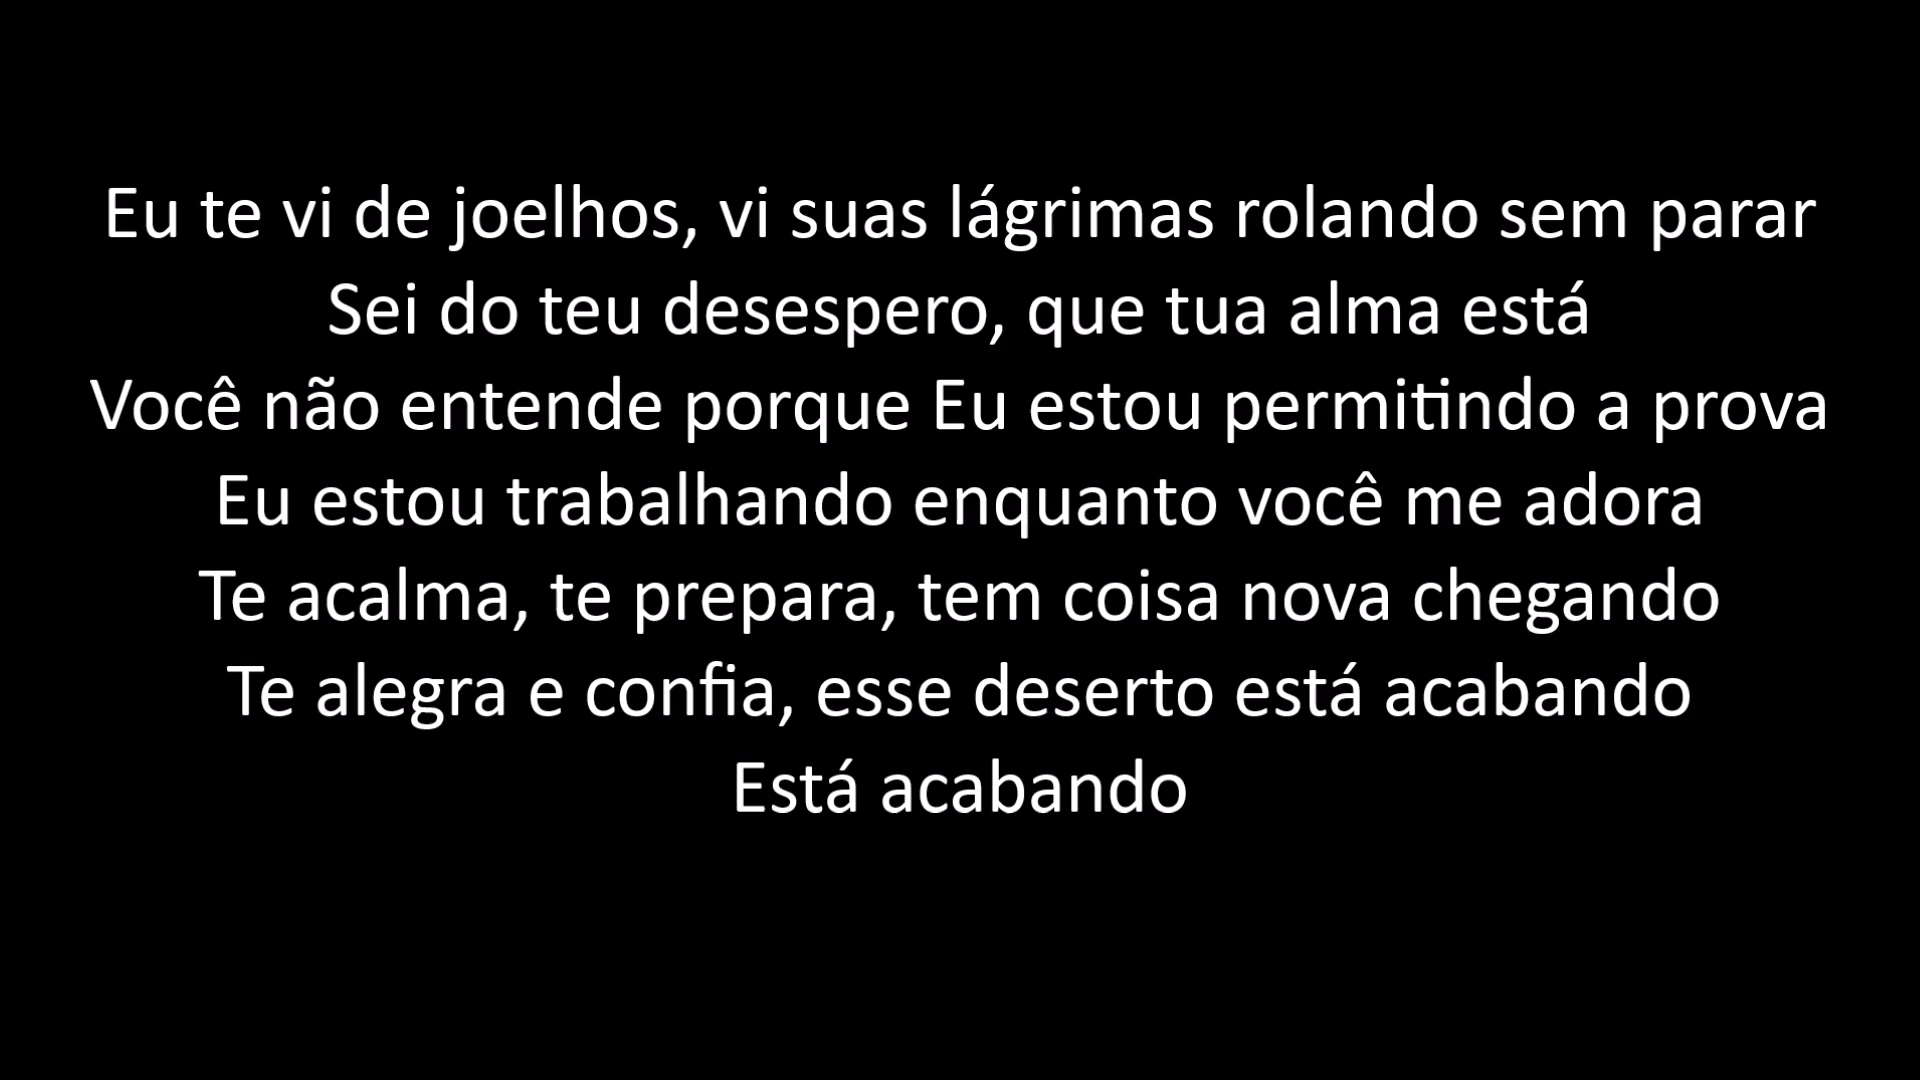 Eu te vi de joelhos, vi suas lágrimas rolando sem parar
Sei do teu desespero, que tua alma está
Você não entende porque Eu estou permitindo a prova
Eu estou trabalhando enquanto você me adora
Te acalma, te prepara, tem coisa nova chegando
Te alegra e confia, esse deserto está acabando
Está acabando